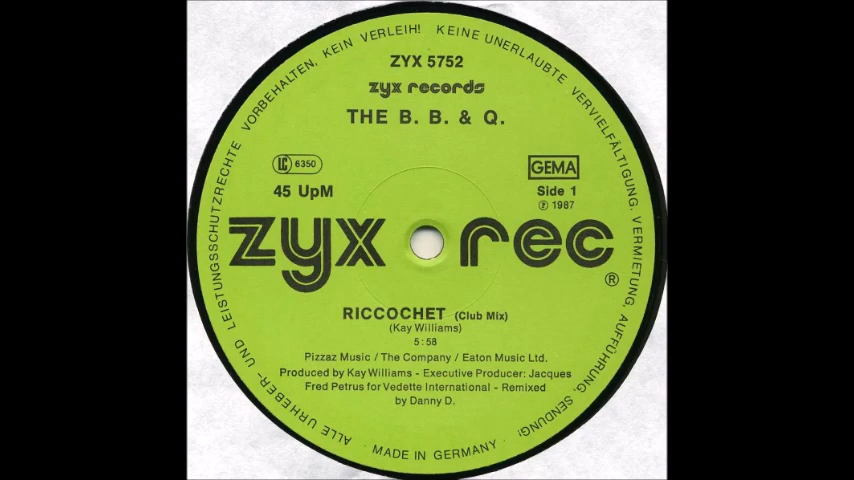 ALLE URHEBER- UND LEISTUNGSSCHUTZRECHTE VORBEHALTEN, KEIN VERLEIH! KEINE UNERLAUBTE VERVIELFÄLTIGUNG, VERMIETUNG, AUFFÜHRUNG, SENDUNG!
ZYX 5752
zyx records
THE B. B. & Q.
LC 6350
GEMA
45 UpM
Side 1
℗ 1987
zyx rec
®
RICCOCHET (Club Mix)
(Kay Williams)
5:58
Pizzaz Music / The Company / Eaton Music Ltd.
Produced by Kay Williams - Executive Producer: Jacques
Fred Petrus for Vedette International - Remixed
by Danny D.
· MADE IN GERMANY ·